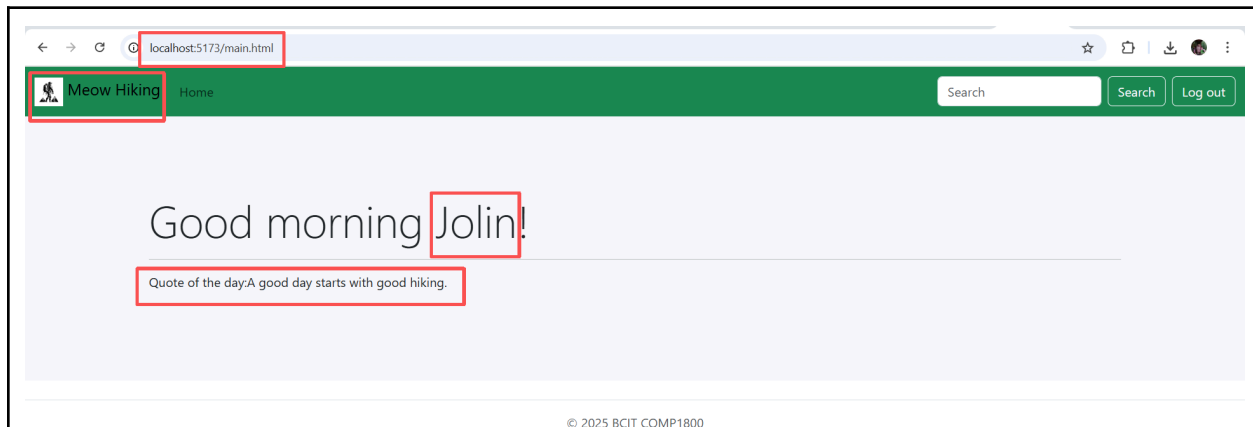 localhost:5173/main.html
Meow Hiking Home Search Search Log out
Good morning Jolin!
Quote of the day:A good day starts with good hiking.
© 2025 BCIT COMP1800